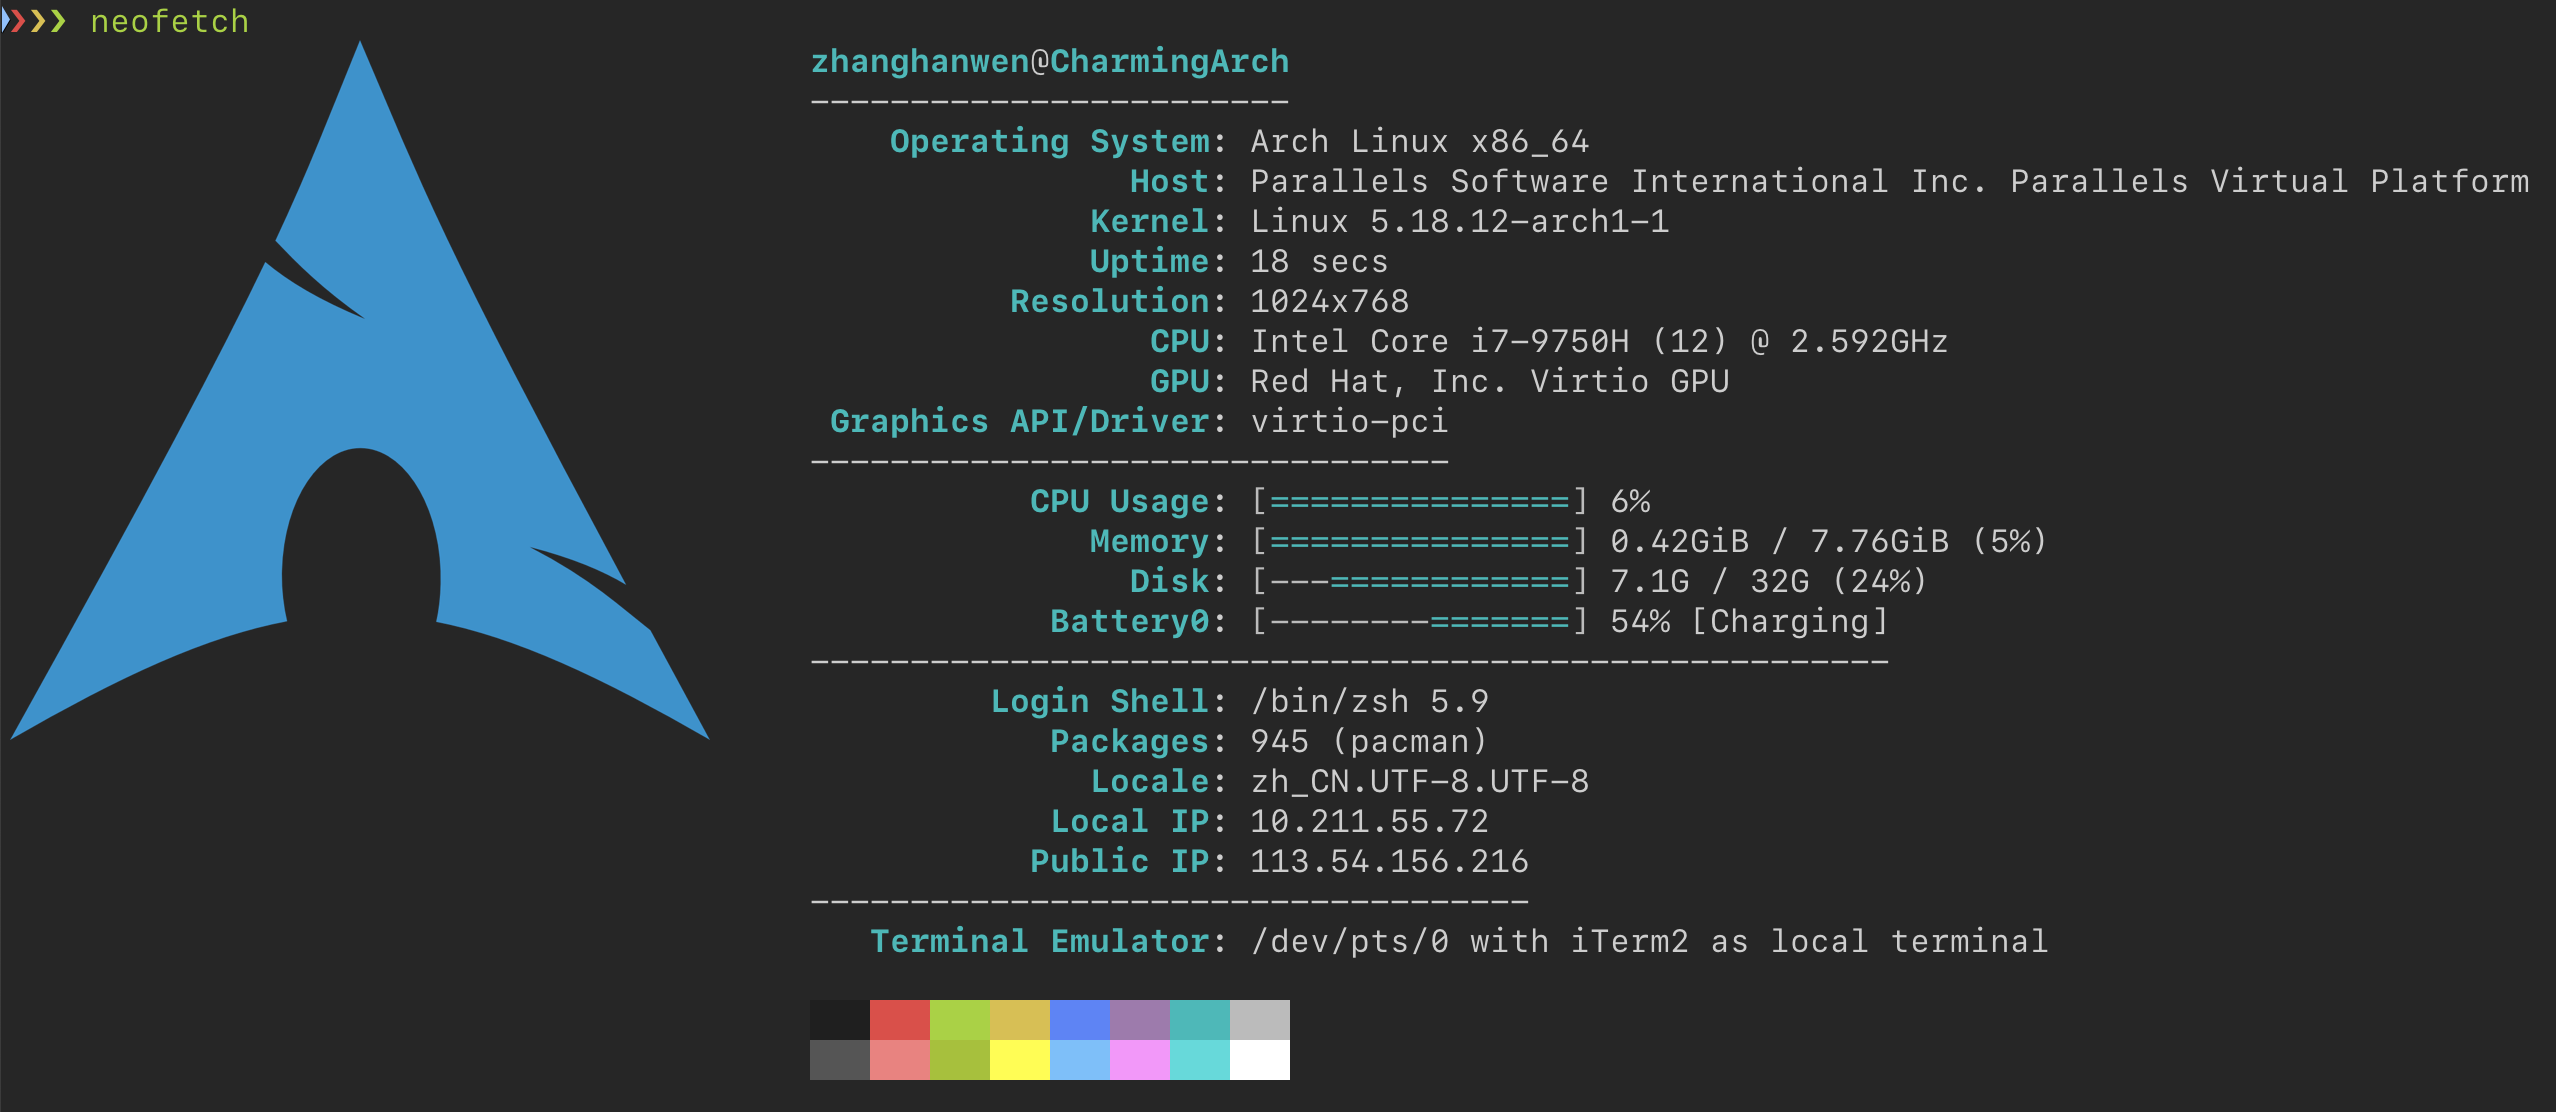 ❯❯❯❯ neofetch
zhanghanwen@CharmingArch
------------------------
Operating System: Arch Linux x86_64
Host: Parallels Software International Inc. Parallels Virtual Platform
Kernel: Linux 5.18.12-arch1-1
Uptime: 18 secs
Resolution: 1024x768
CPU: Intel Core i7-9750H (12) @ 2.592GHz
GPU: Red Hat, Inc. Virtio GPU
Graphics API/Driver: virtio-pci
--------------------------------
CPU Usage: [===============] 6%
Memory: [===============] 0.42GiB / 7.76GiB (5%)
Disk: [---============] 7.1G / 32G (24%)
Battery0: [--------=======] 54% [Charging]
------------------------------------------------------
Login Shell: /bin/zsh 5.9
Packages: 945 (pacman)
Locale: zh_CN.UTF-8.UTF-8
Local IP: 10.211.55.72
Public IP: 113.54.156.216
------------------------------------
Terminal Emulator: /dev/pts/0 with iTerm2 as local terminal